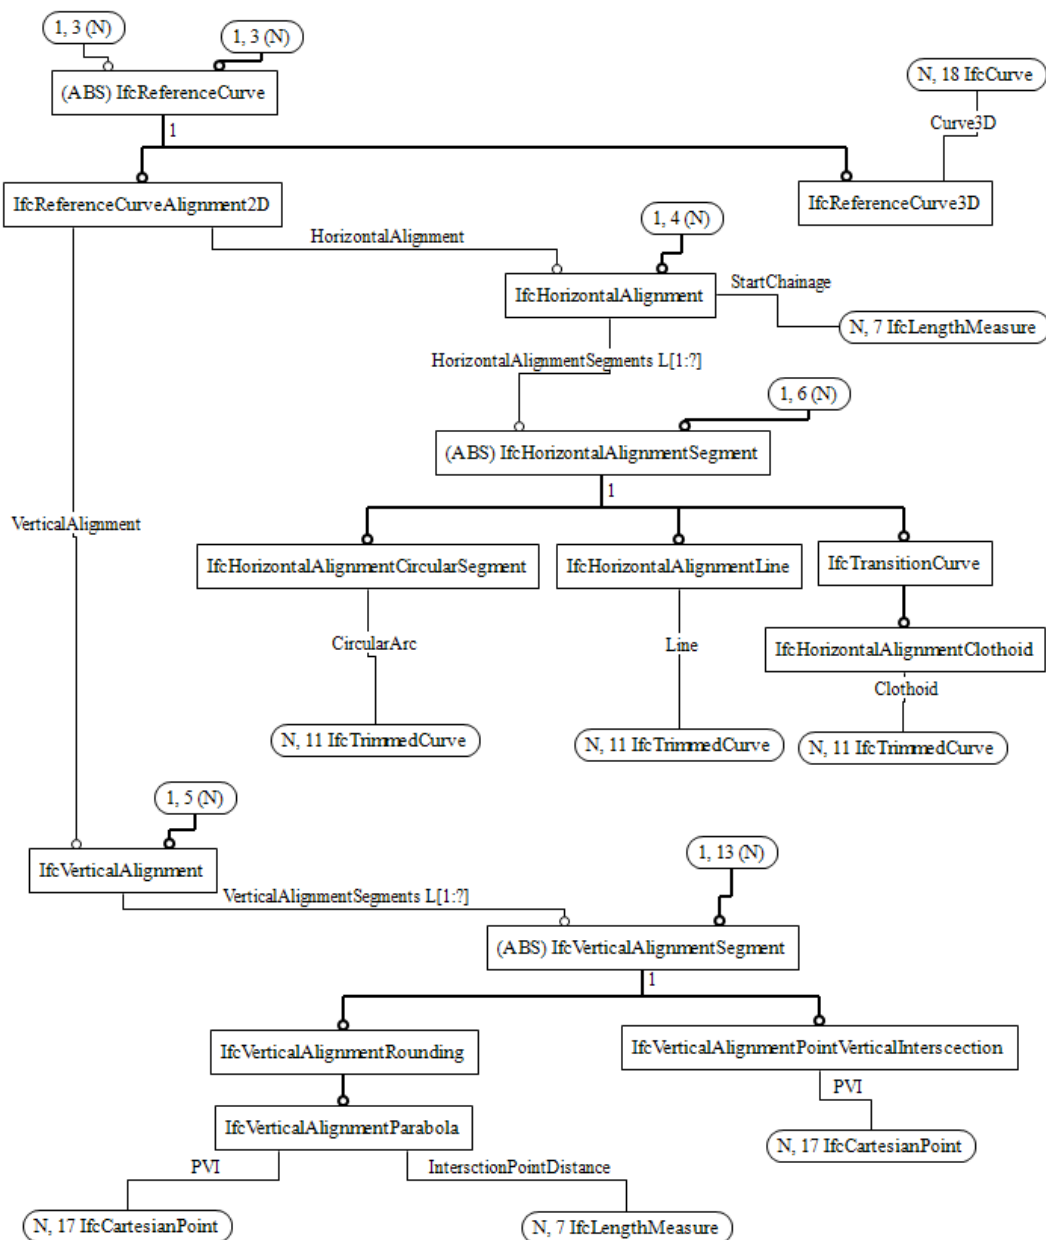 1, 3 (N)
1, 3 (N)
(ABS) IfcReferenceCurve
N, 18 IfcCurve
1
Curve3D
IfcReferenceCurveAlignment2D
IfcReferenceCurve3D
HorizontalAlignment
1, 4 (N)
IfcHorizontalAlignment
StartChainage
N, 7 IfcLengthMeasure
HorizontalAlignmentSegments L[1:?]
1, 6 (N)
(ABS) IfcHorizontalAlignmentSegment
1
VerticalAlignment
IfcHorizontalAlignmentCircularSegment
IfcHorizontalAlignmentLine
IfcTransitionCurve
CircularArc
Line
IfcHorizontalAlignmentClothoid
Clothoid
N, 11 IfcTrimmedCurve
N, 11 IfcTrimmedCurve
N, 11 IfcTrimmedCurve
1, 5 (N)
IfcVerticalAlignment
1, 13 (N)
VerticalAlignmentSegments L[1:?]
(ABS) IfcVerticalAlignmentSegment
1
IfcVerticalAlignmentRounding
IfcVerticalAlignmentPointVerticalInterscection
PVI
IfcVerticalAlignmentParabola
N, 17 IfcCartesianPoint
PVI
IntersctionPointDistance
N, 17 IfcCartesianPoint
N, 7 IfcLengthMeasure